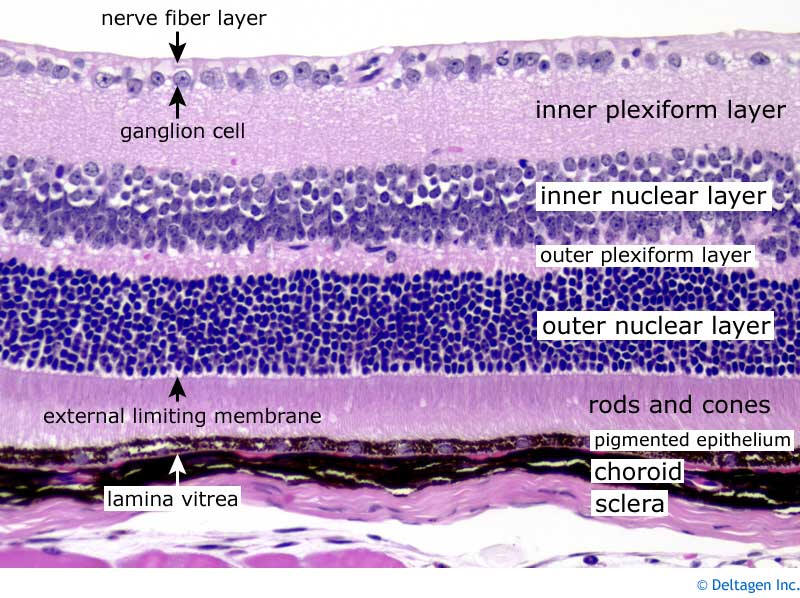 nerve fiber layer
ganglion cell
inner plexiform layer
inner nuclear layer
outer plexiform layer
outer nuclear layer
external limiting membrane
rods and cones
pigmented epithelium
choroid
lamina vitrea
sclera
© Deltagen Inc.